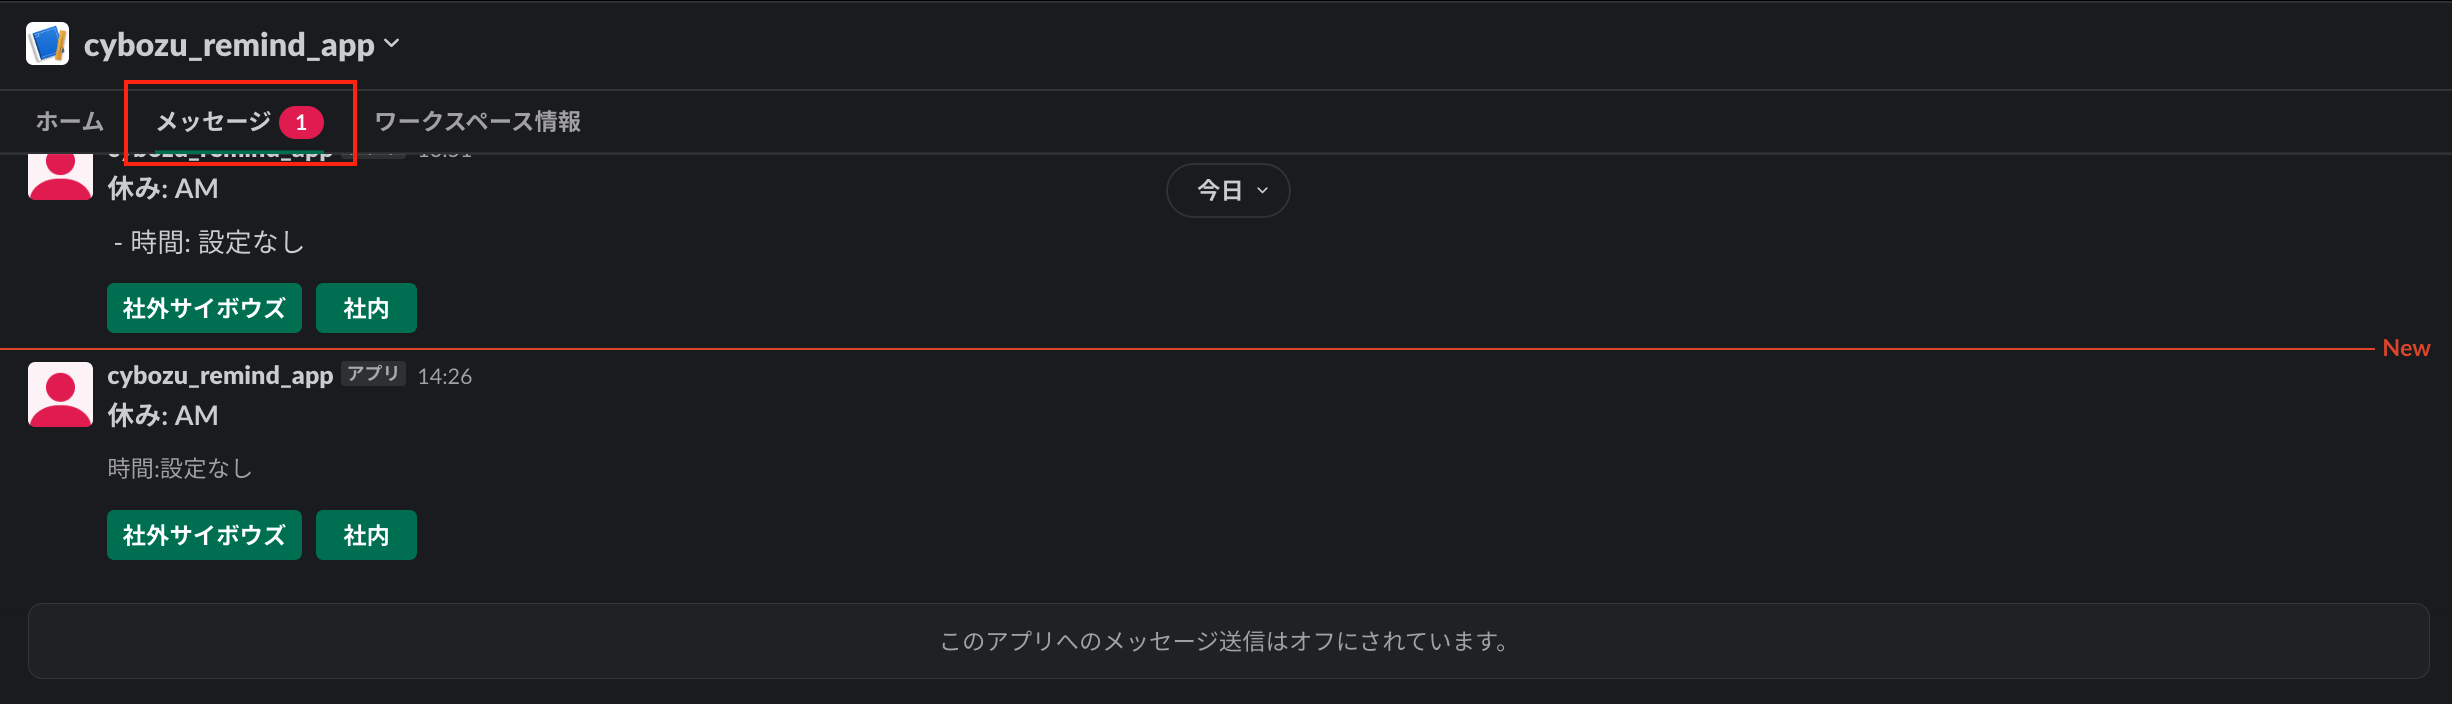 cybozu_remind_app
ホーム メッセージ 1 ワークスペース情報
cybozu_remind_app
今日
休み: AM
- 時間: 設定なし
社外サイボウズ 社内
New
cybozu_remind_app アプリ 14:26
休み: AM
時間:設定なし
社外サイボウズ 社内
このアプリへのメッセージ送信はオフにされています。